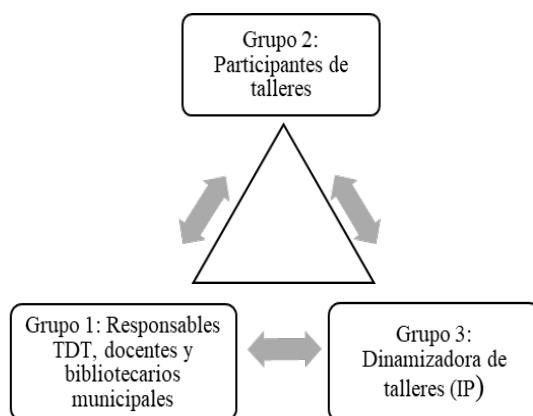 Grupo 2:
Participantes de
talleres
Grupo 1: Responsables
TDT, docentes y
bibliotecarios
municipales
Grupo 3:
Dinamizadora de
talleres (IP)